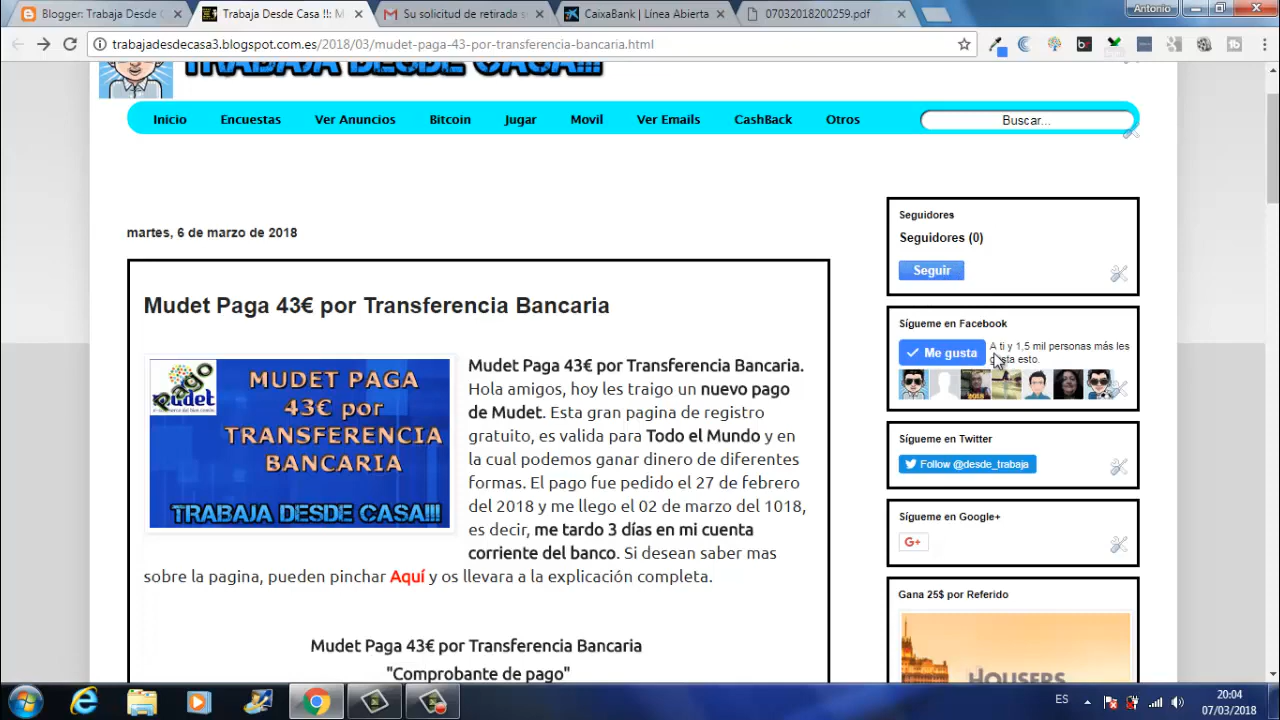 Blogger: Trabaja Desde C
Trabaja Desde Casa !!: M
Su solicitud de retirada s
CaixaBank | Línea Abierta
07032018200259.pdf
Antonio
trabajadesdecasa3.blogspot.com.es/2018/03/mudet-paga-43-por-transferencia-bancaria.html
TRABAJA DESDE CASA!!!
Inicio
Encuestas
Ver Anuncios
Bitcoin
Jugar
Movil
Ver Emails
CashBack
Otros
Buscar...
martes, 6 de marzo de 2018
Mudet Paga 43€ por Transferencia Bancaria
Pago
mudet
MUDET PAGA
43€ por
TRANSFERENCIA
BANCARIA
TRABAJA DESDE CASA!!!
Mudet Paga 43€ por Transferencia Bancaria.
Hola amigos, hoy les traigo un nuevo pago
de Mudet. Esta gran pagina de registro
gratuito, es valida para Todo el Mundo y en
la cual podemos ganar dinero de diferentes
formas. El pago fue pedido el 27 de febrero
del 2018 y me llego el 02 de marzo del 1018,
es decir, me tardo 3 días en mi cuenta
corriente del banco. Si desean saber mas
sobre la pagina, pueden pinchar Aquí y os llevara a la explicación completa.
Mudet Paga 43€ por Transferencia Bancaria
"Comprobante de pago"
Seguidores
Seguidores (0)
Seguir
Sígueme en Facebook
Me gusta
A ti y 1,5 mil personas más les
gusta esto.
Sígueme en Twitter
Follow @desde_trabaja
Sígueme en Google+
G+
Gana 25$ por Referido
HOUSERS
ES
20:04
07/03/2018